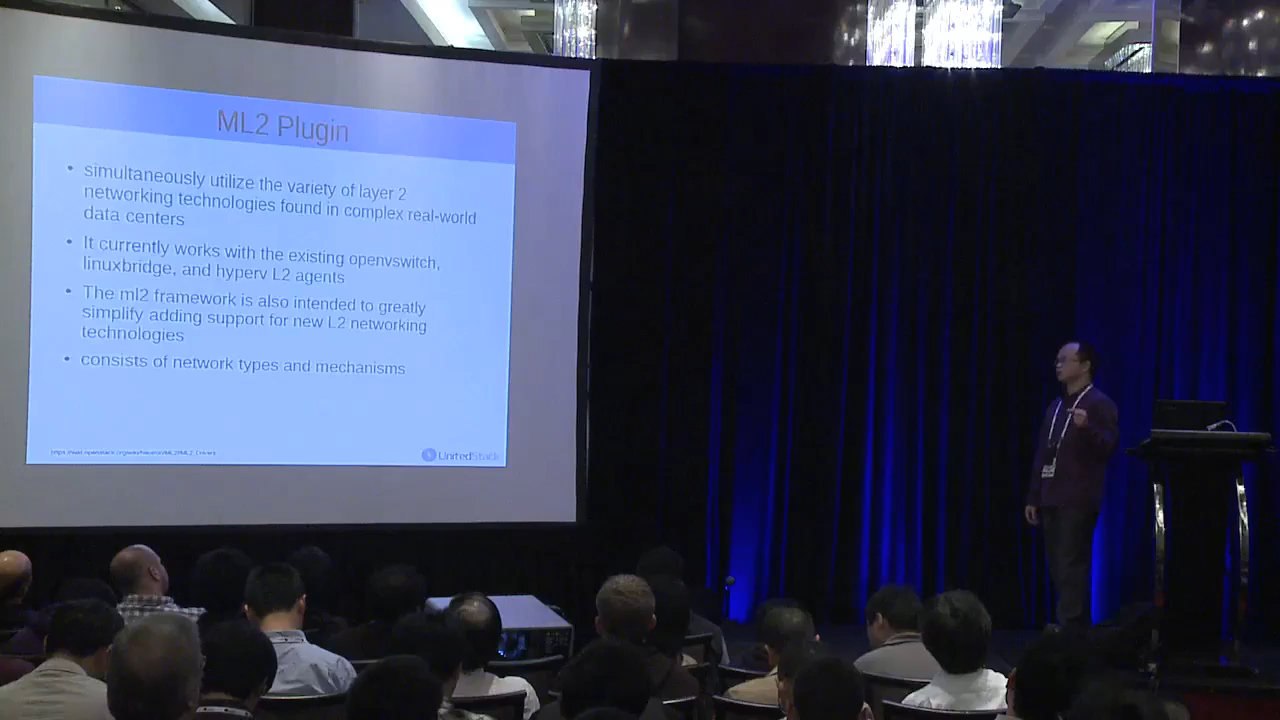 ML2 Plugin
• simultaneously utilize the variety of layer 2
networking technologies found in complex real-world
data centers
• It currently works with the existing openvswitch,
linuxbridge, and hyperv L2 agents
• The ml2 framework is also intended to greatly
simplify adding support for new L2 networking
technologies
• consists of network types and mechanisms
UnitedStack